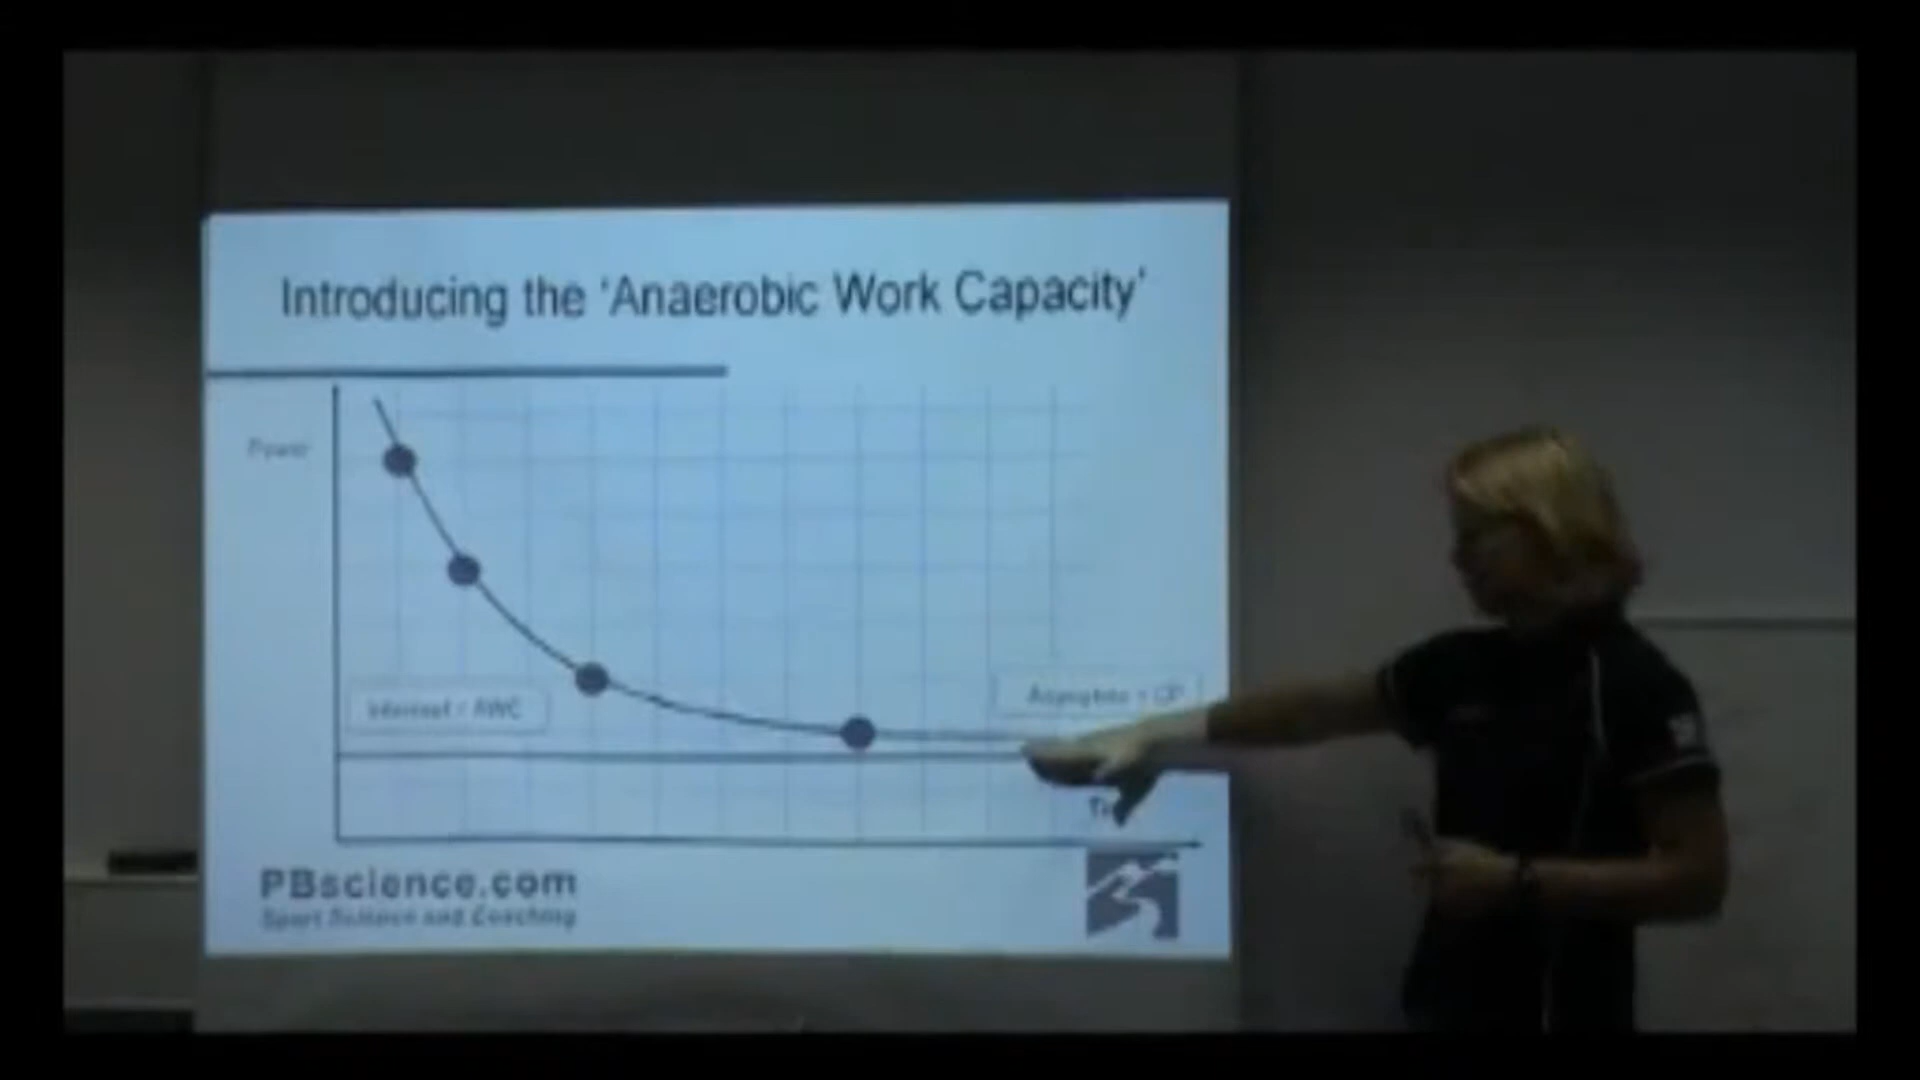 Introducing the 'Anaerobic Work Capacity'
Power
Intercept = AWC
Asymptote = CP
PBscience.com
Sport Science and Coaching